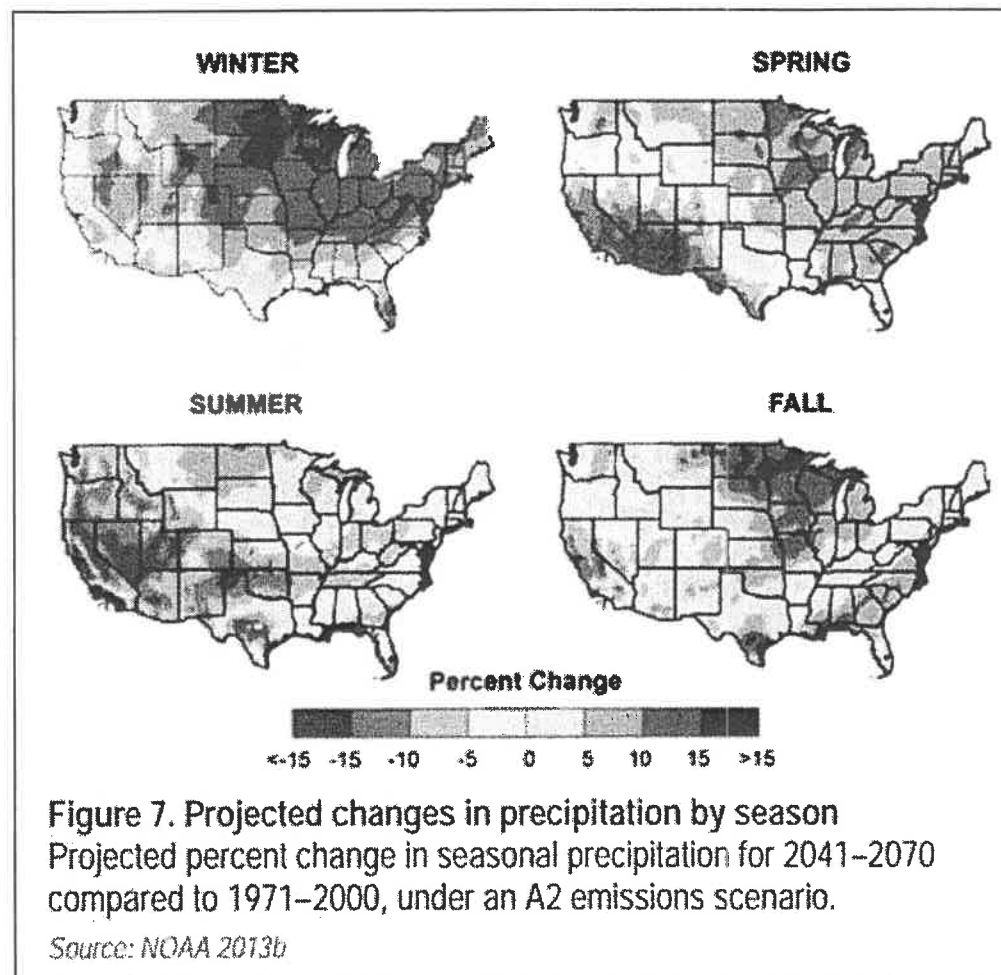 WINTER
SPRING
SUMMER
FALL
Percent Change
<-15 -15 -10 -5 0 5 10 15 >15
Figure 7. Projected changes in precipitation by season
Projected percent change in seasonal precipitation for 2041–2070
compared to 1971–2000, under an A2 emissions scenario.
Source: NOAA 2013b